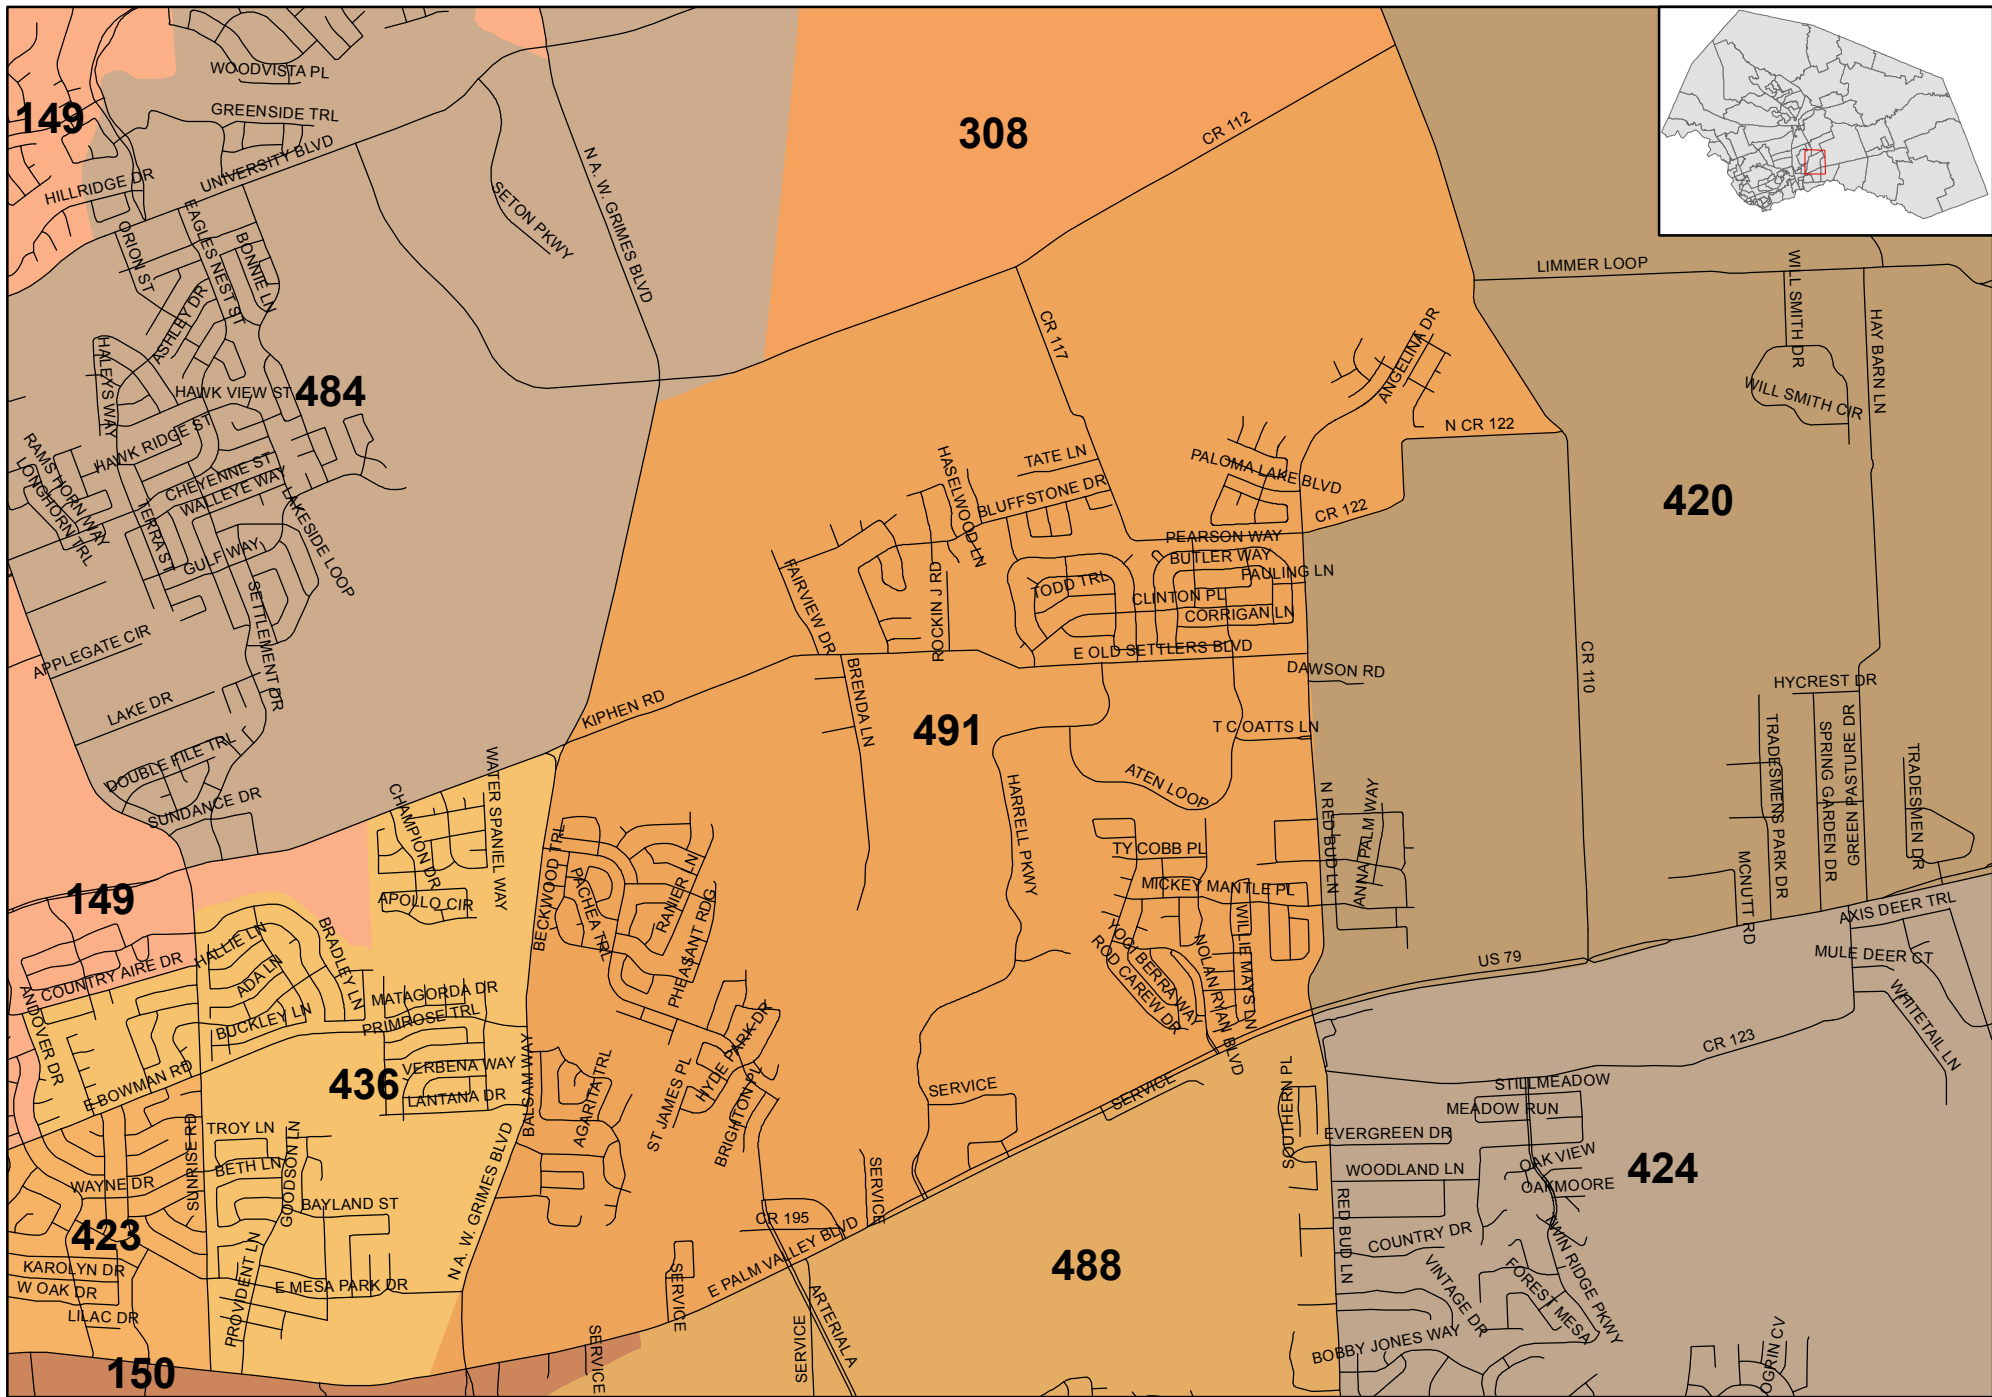 WOODVISTA PL
149
GREENSIDE TRL
308
CR 112
UNIVERSITY BLVD
HILLRIDGE DR
SETON PKWY
N A. W. GRIMES BLVD
ORION ST
EAGLES NEST ST
BONNIE LN
LIMMER LOOP
WILL SMITH DR
HAY BARN LN
ASHLEY DR
CR 117
ANGELINA DR
HALEYS WAY
HAWK VIEW ST
484
WILL SMITH CIR
N CR 122
HAWK RIDGE ST
RAMS HORN WAY
LONGHORN TRL
CHEYENNE ST
WALLEYE WAY
LAKESIDE LOOP
TERRA ST
GULF WAY
HASELWOOD LN
TATE LN
BLUFFSTONE DR
PALOMA LAKE BLVD
CR 122
420
PEARSON WAY
BUTLER WAY
PAULING LN
FAIRVIEW DR
ROCKIN J RD
TODD TRL
CLINTON PL
CORRIGAN LN
SETTLEMENT DR
APPLEGATE CIR
E OLD SETTLERS BLVD
DAWSON RD
CR 110
HYCREST DR
LAKE DR
KIPHEN RD
BRENDA LN
491
T C OATTS LN
TRADESMENS PARK DR
SPRING GARDEN DR
GREEN PASTURE DR
TRADESMEN DR
DOUBLE FILE TRL
WATER SPANIEL WAY
ATEN LOOP
SUNDANCE DR
CHAMPION DR
HARRELL PKWY
N RED BUD LN
ANNA PALM WAY
BECKWOOD TRL
TY COBB PL
149
APOLLO CIR
PACHEA TRL
RANIER LN
MICKEY MANTLE PL
MCNUTT RD
AXIS DEER TRL
PHEASANT RDG
HALLIE LN
BRADLEY LN
YOGI BERRA WAY
ROD CAREW DR
NOLAN RYAN BLVD
WILLIE MAYS LN
US 79
MULE DEER CT
COUNTRY AIRE DR
ADA LN
MATAGORDA DR
WHITETAIL LN
ANDOVER DR
BUCKLEY LN
PRIMROSE TRL
CR 123
HYDE PARK DR
E BOWMAN RD
436
VERBENA WAY
LANTANA DR
BALSAM WAY
AGARITA TRL
ST JAMES PL
BRIGHTON PL
SERVICE
SERVICE
SOUTHERN PL
STILLMEADOW
MEADOW RUN
EVERGREEN DR
SUNRISE RD
TROY LN
BETH LN
GOODSON LN
N A. W. GRIMES BLVD
WOODLAND LN
OAK VIEW
424
OAKMOORE
WAYNE DR
BAYLAND ST
SERVICE
CR 195
RED BUD LN
COUNTRY DR
TWIN RIDGE PKWY
423
488
E PALM VALLEY BLVD
KAROLYN DR
W OAK DR
PROVIDENT LN
E MESA PARK DR
SERVICE
VINTAGE DR
FOREST MESA
LILAC DR
SERVICE
SERVICE
ARTERIAL A
BOBBY JONES WAY
OGRIN CV
150